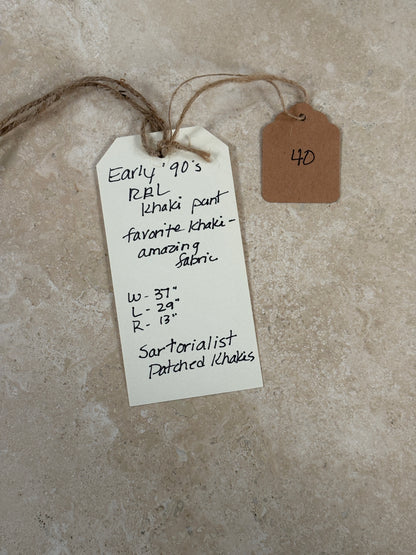 Early '90's
RRL
Khaki pant
favorite khaki -
amazing
fabric
W - 37"
L - 29"
R - 13"
Sartorialist
Patched Khakis
40